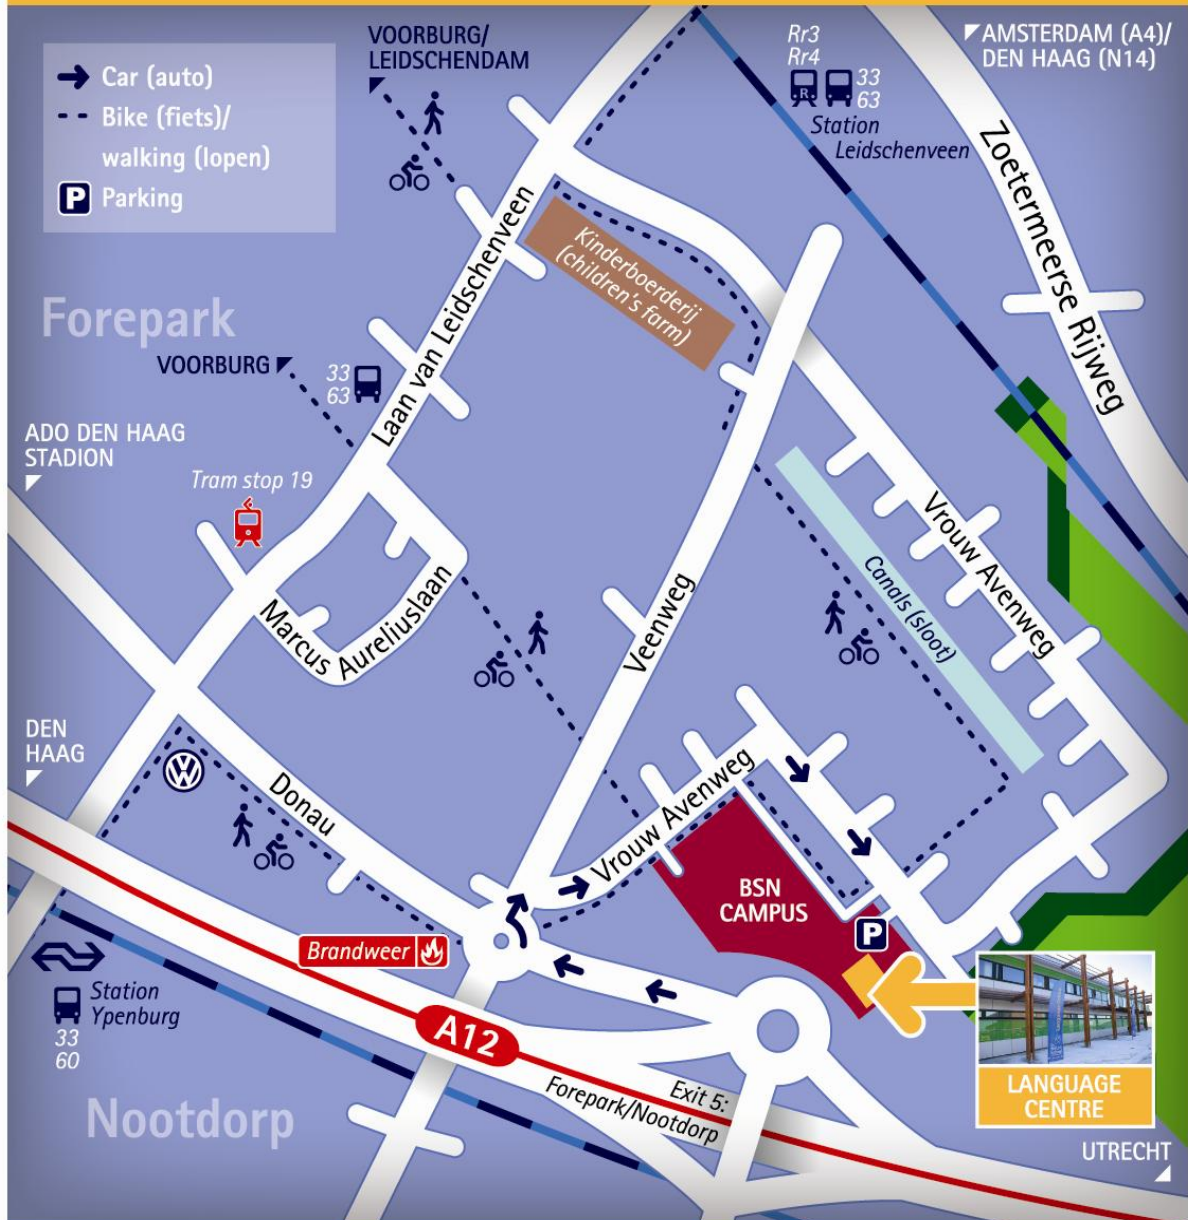 Car (auto)
Bike (fiets)/
walking (lopen)
P
Parking
VOORBURG/
LEIDSCHENDAM
Rr3
Rr4
R
33
63
Station
Leidschenveen
AMSTERDAM (A4)/
DEN HAAG (N14)
Zoetermeerse Rijweg
Laan van Leidschenveen
Kinderboerderij
(children's farm)
Forepark
VOORBURG
33
63
ADO DEN HAAG
STADION
Tram stop 19
Marcus Aureliuslaan
Veenweg
Canals (sloot)
Vrouw Avenweg
DEN
HAAG
VW
Donau
Vrouw Avenweg
BSN
CAMPUS
P
Brandweer
Station
Ypenburg
33
60
A12
Exit 5:
Forepark/Nootdorp
Nootdorp
LANGUAGE
CENTRE
UTRECHT